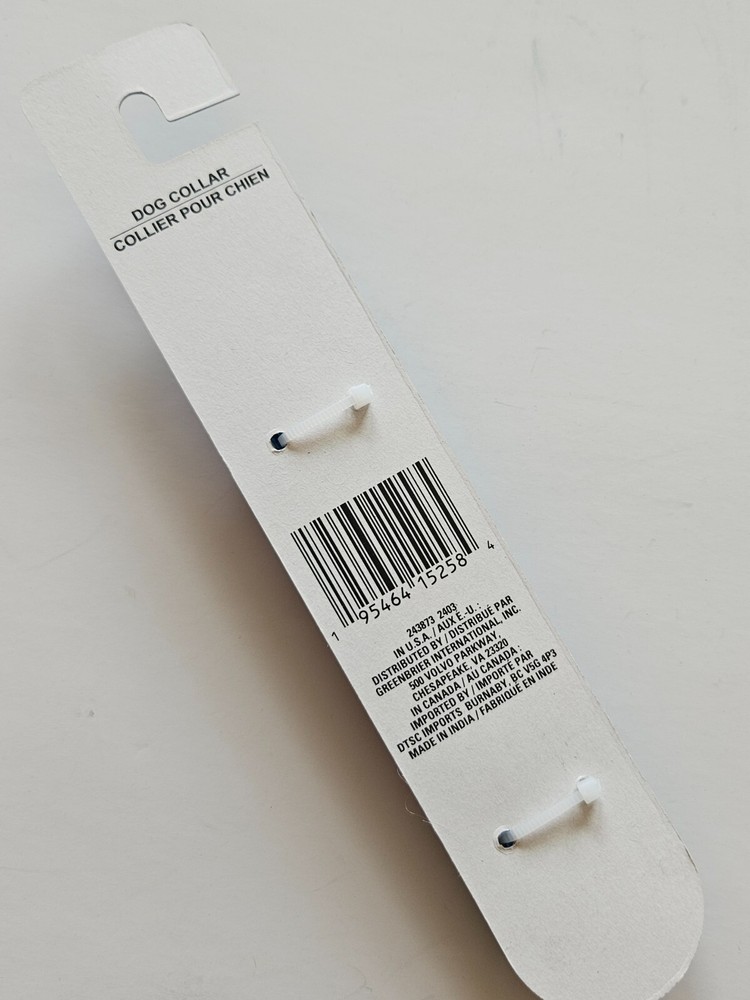 DOG COLLAR
COLLIER POUR CHIEN
1 95464 15258 4
243873 2403
IN U.S.A. / AUX É.-U. :
DISTRIBUTED BY / DISTRIBUÉ PAR
GREENBRIER INTERNATIONAL, INC.
500 VOLVO PARKWAY,
CHESAPEAKE, VA 23320
IN CANADA / AU CANADA :
IMPORTED BY / IMPORTÉ PAR
DTSC IMPORTS, BURNABY, BC V5G 4P3
MADE IN INDIA / FABRIQUÉ EN INDE